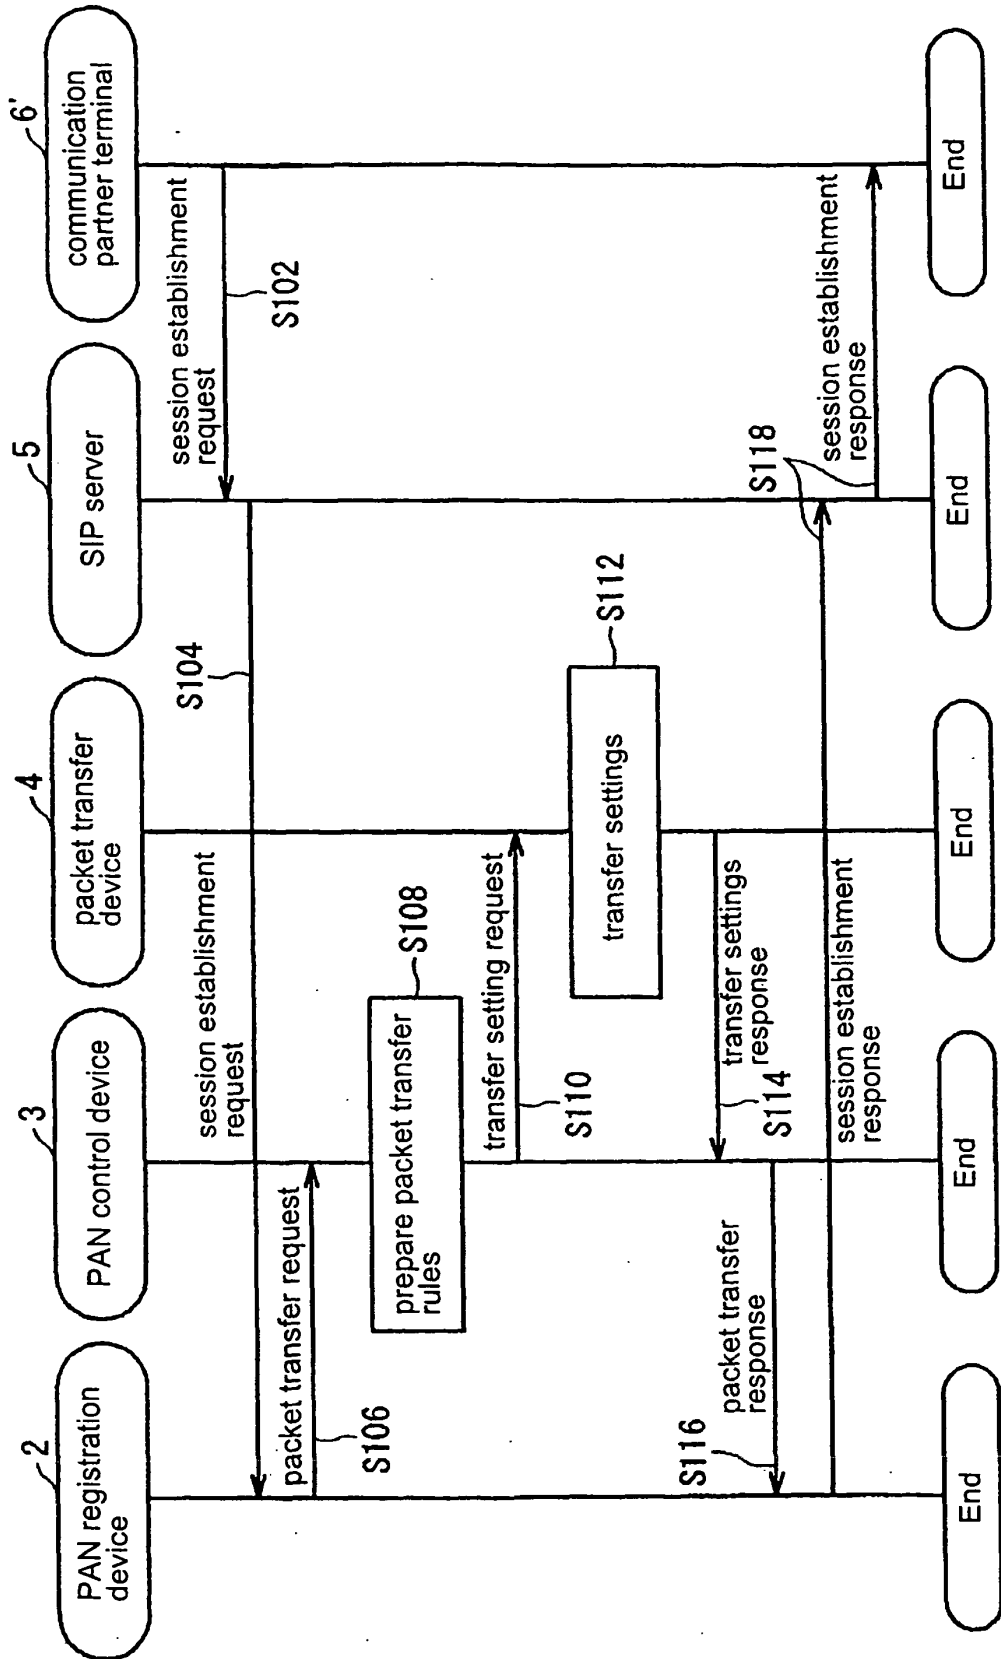 2
PAN registration
device
3
PAN control device
4
packet transfer
device
5
SIP server
6'
communication
partner terminal
session establishment
request
S102
session establishment
request
S104
packet transfer request
S106
prepare packet transfer
rules
S108
transfer setting request
S110
transfer settings
S112
transfer settings
response
S114
packet transfer
response
S116
session establishment
response
S118
session establishment
response
End
End
End
End
End